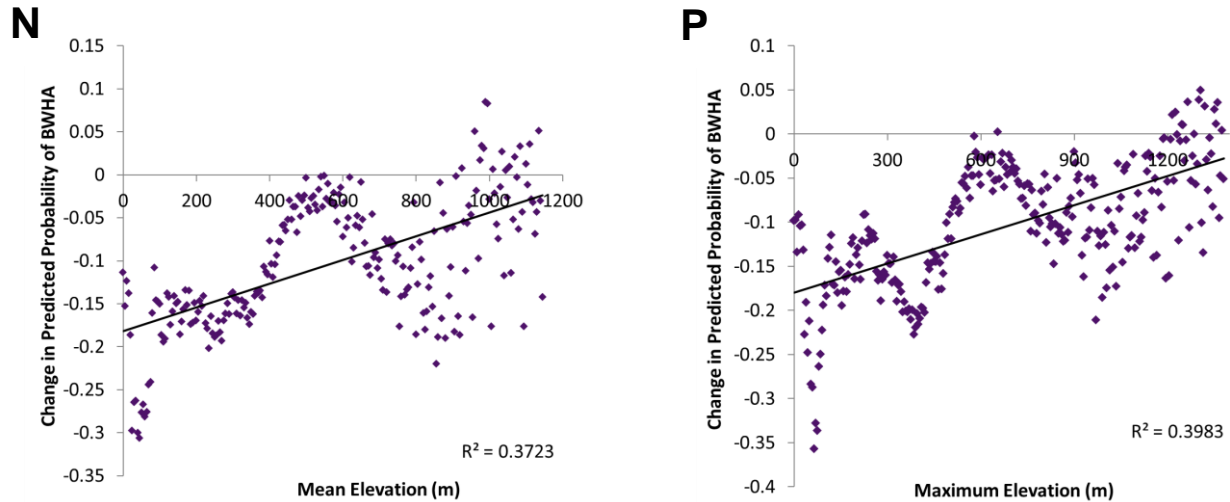 N
0.15
0.1
0.05
0
-0.05
-0.1
-0.15
-0.2
-0.25
-0.3
-0.35
0 200 400 600 800 1000 1200
Change in Predicted Probability of BWHA
Mean Elevation (m)
R² = 0.3723
P
0.1
0.05
0
-0.05
-0.1
-0.15
-0.2
-0.25
-0.3
-0.35
-0.4
0 300 600 900 1200
Change in Predicted Probability of BWHA
Maximum Elevation (m)
R² = 0.3983